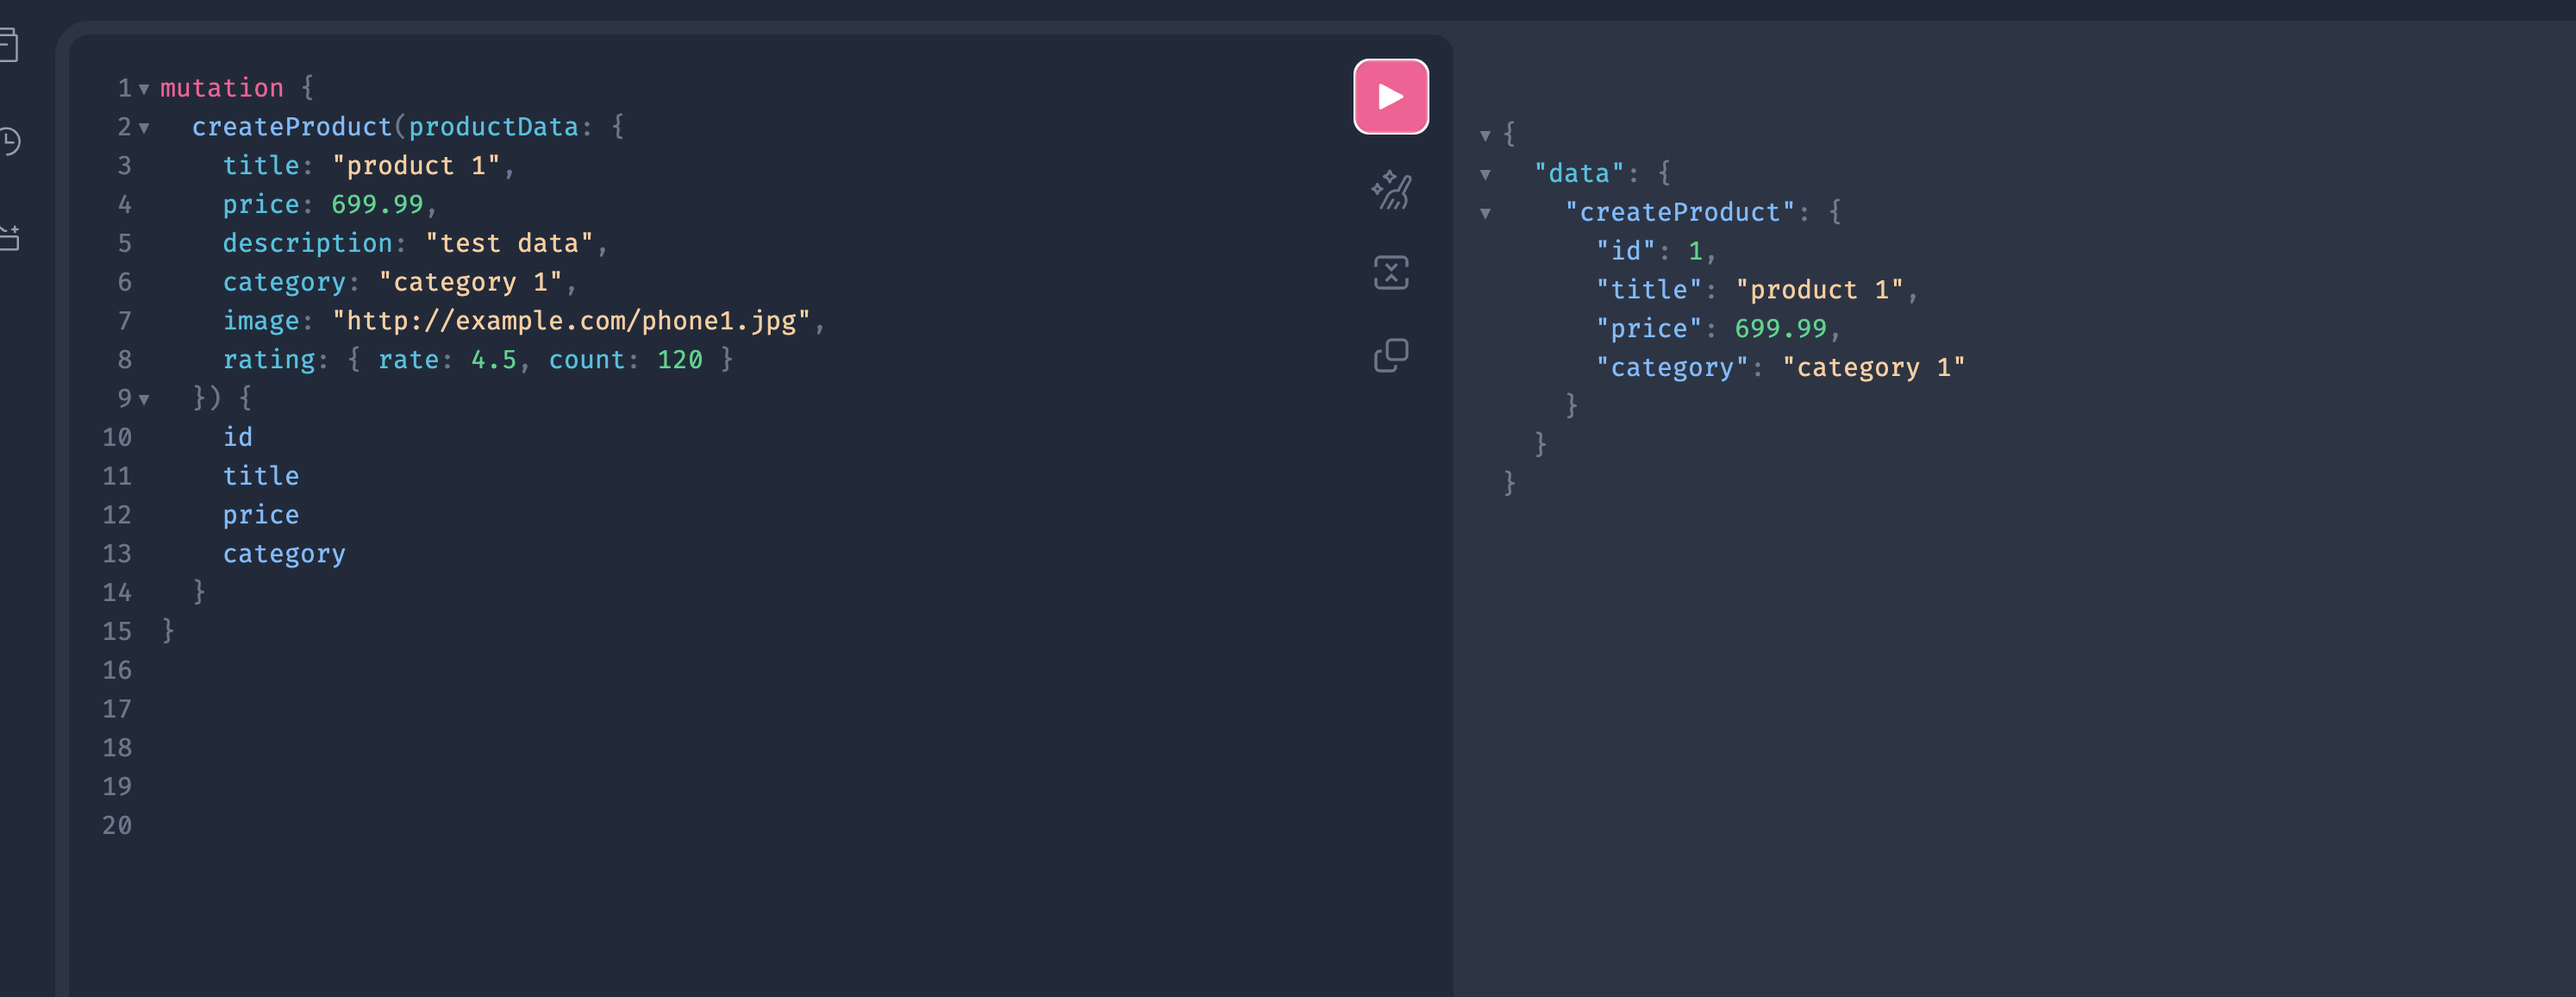 1 mutation {
2 createProduct(productData: {
3 title: "product 1",
4 price: 699.99,
5 description: "test data",
6 category: "category 1",
7 image: "http://example.com/phone1.jpg",
8 rating: { rate: 4.5, count: 120 }
9 }) {
10 id
11 title
12 price
13 category
14 }
15 }
16
17
18
19
20
{
"data": {
"createProduct": {
"id": 1,
"title": "product 1",
"price": 699.99,
"category": "category 1"
}
}
}